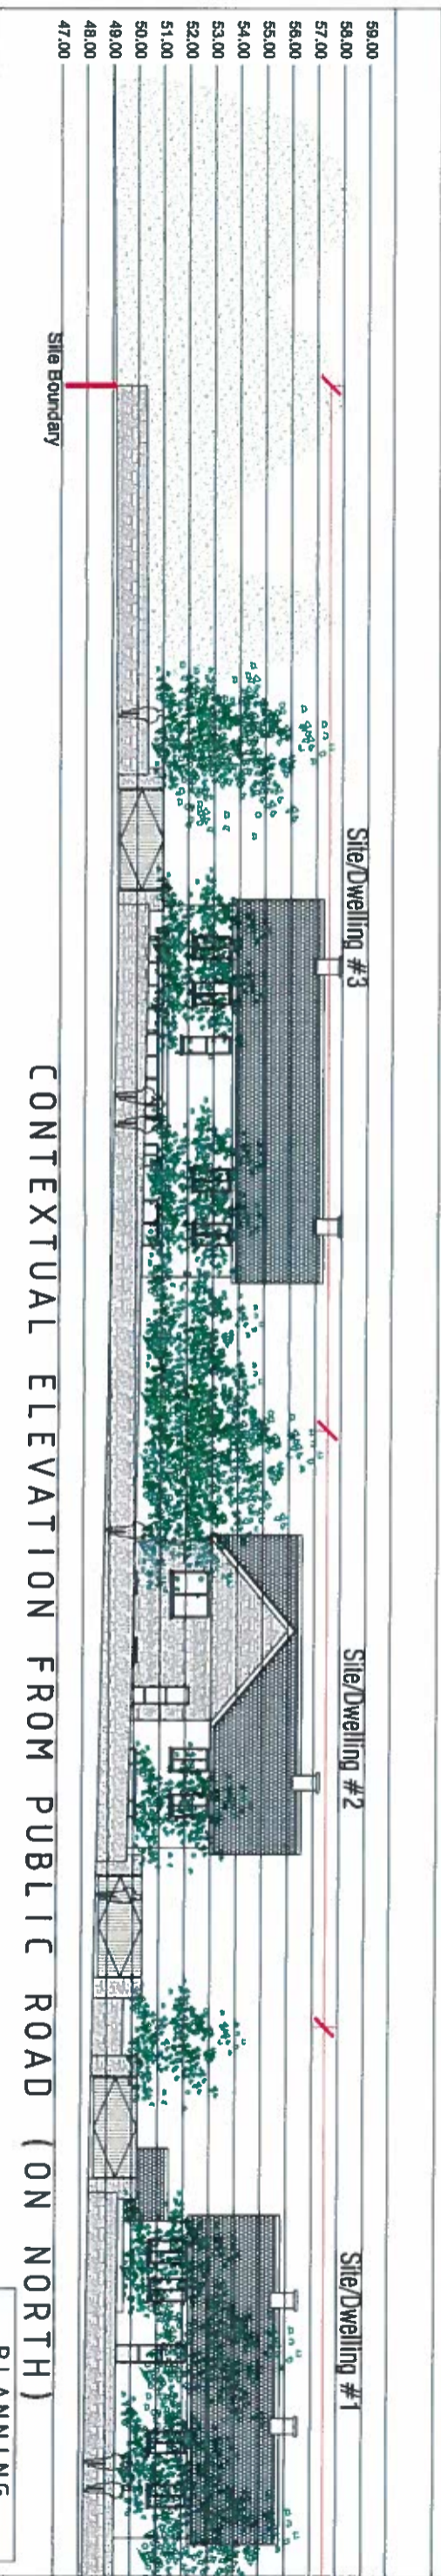 59.00
58.00
57.00
56.00
55.00
54.00
53.00
52.00
51.00
50.00
49.00
48.00
47.00
Site/Dwelling #3
Site/Dwelling #2
Site/Dwelling #1
Site Boundary
CONTEXTUAL ELEVATION FROM PUBLIC ROAD (ON NORTH)
PLANNING